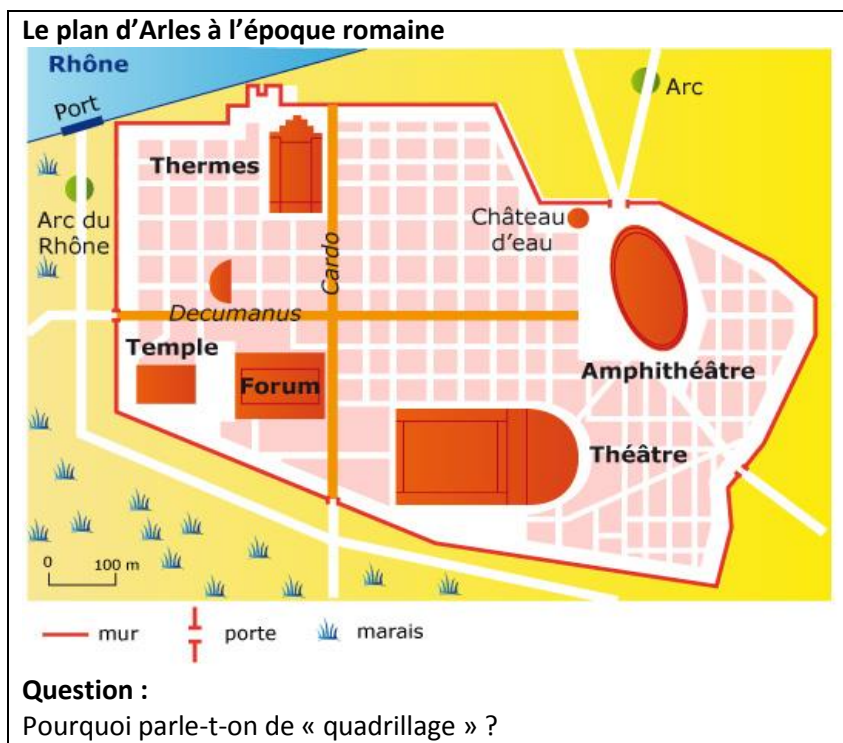 Le plan d’Arles à l’époque romaine
Rhône
Port
Arc
Thermes
Château
d’eau
Arc du
Rhône
Cardo
Decumanus
Temple
Forum
Amphithéâtre
Théâtre
0 100 m
mur porte marais
Question :
Pourquoi parle-t-on de « quadrillage » ?